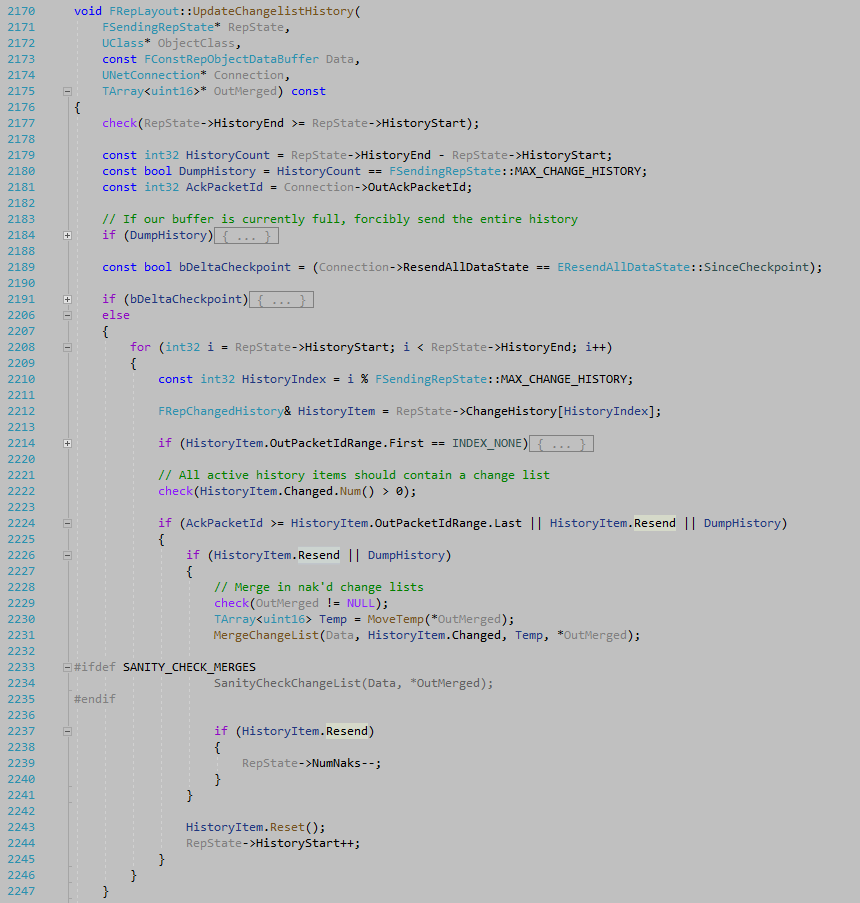 2170 void FRepLayout::UpdateChangelistHistory(
2171 FSendingRepState* RepState,
2172 UClass* ObjectClass,
2173 const FConstRepObjectDataBuffer Data,
2174 UNetConnection* Connection,
2175 TArray<uint16>* OutMerged) const
2176 {
2177 check(RepState->HistoryEnd >= RepState->HistoryStart);
2178
2179 const int32 HistoryCount = RepState->HistoryEnd - RepState->HistoryStart;
2180 const bool DumpHistory = HistoryCount == FSendingRepState::MAX_CHANGE_HISTORY;
2181 const int32 AckPacketId = Connection->OutAckPacketId;
2182
2183 // If our buffer is currently full, forcibly send the entire history
2184 if (DumpHistory) { ... }
2188
2189 const bool bDeltaCheckpoint = (Connection->ResendAllDataState == EResendAllDataState::SinceCheckpoint);
2190
2191 if (bDeltaCheckpoint) { ... }
2206 else
2207 {
2208 for (int32 i = RepState->HistoryStart; i < RepState->HistoryEnd; i++)
2209 {
2210 const int32 HistoryIndex = i % FSendingRepState::MAX_CHANGE_HISTORY;
2211
2212 FRepChangedHistory& HistoryItem = RepState->ChangeHistory[HistoryIndex];
2213
2214 if (HistoryItem.OutPacketIdRange.First == INDEX_NONE) { ... }
2220
2221 // All active history items should contain a change list
2222 check(HistoryItem.Changed.Num() > 0);
2223
2224 if (AckPacketId >= HistoryItem.OutPacketIdRange.Last || HistoryItem.Resend || DumpHistory)
2225 {
2226 if (HistoryItem.Resend || DumpHistory)
2227 {
2228 // Merge in nak'd change lists
2229 check(OutMerged != NULL);
2230 TArray<uint16> Temp = MoveTemp(*OutMerged);
2231 MergeChangeList(Data, HistoryItem.Changed, Temp, *OutMerged);
2232
2233 #ifdef SANITY_CHECK_MERGES
2234 SanityCheckChangeList(Data, *OutMerged);
2235 #endif
2236
2237 if (HistoryItem.Resend)
2238 {
2239 RepState->NumNaks--;
2240 }
2241 }
2242
2243 HistoryItem.Reset();
2244 RepState->HistoryStart++;
2245 }
2246 }
2247 }